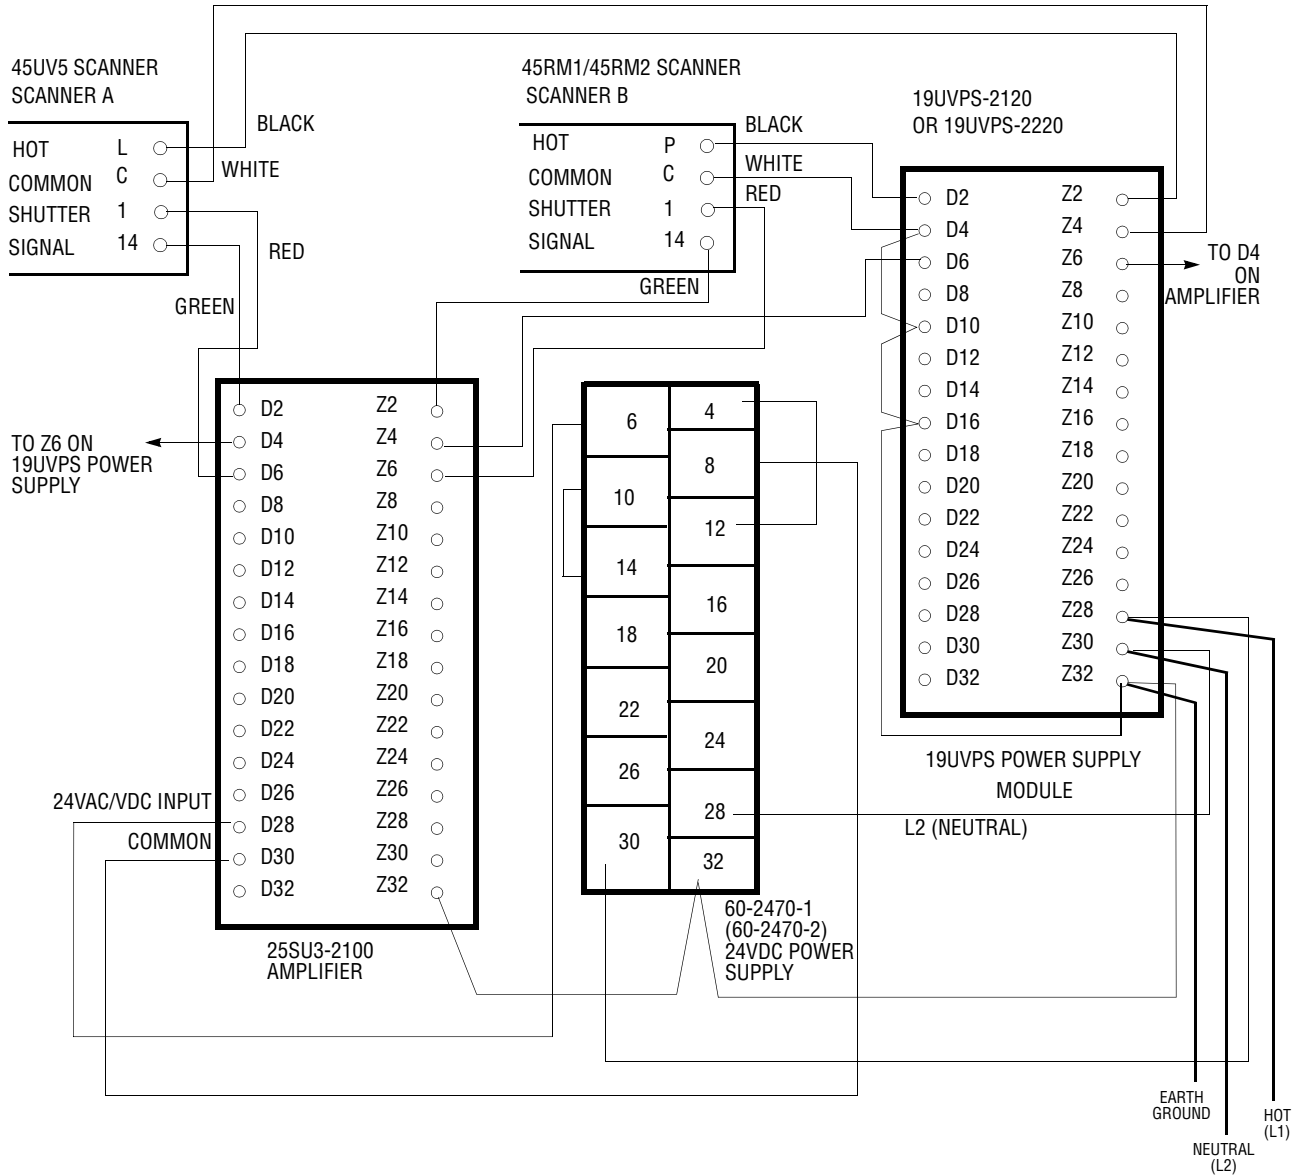 45UV5 SCANNER
SCANNER A
HOT L
COMMON C
SHUTTER 1
SIGNAL 14
BLACK
WHITE
RED
GREEN
45RM1/45RM2 SCANNER
SCANNER B
HOT P
COMMON C
SHUTTER 1
SIGNAL 14
BLACK
WHITE
RED
GREEN
19UVPS-2120
OR 19UVPS-2220
D2 Z2
D4 Z4
D6 Z6
D8 Z8
D10 Z10
D12 Z12
D14 Z14
D16 Z16
D18 Z18
D20 Z20
D22 Z22
D24 Z24
D26 Z26
D28 Z28
D30 Z30
D32 Z32
TO D4
ON
AMPLIFIER
19UVPS POWER SUPPLY
MODULE
TO Z6 ON
19UVPS POWER
SUPPLY
D2 Z2
D4 Z4
D6 Z6
D8 Z8
D10 Z10
D12 Z12
D14 Z14
D16 Z16
D18 Z18
D20 Z20
D22 Z22
D24 Z24
D26 Z26
D28 Z28
D30 Z30
D32 Z32
24VAC/VDC INPUT
COMMON
25SU3-2100
AMPLIFIER
6 4
8
10
12
14
16
18
20
22
24
26
28
30
32
L2 (NEUTRAL)
60-2470-1
(60-2470-2)
24VDC POWER
SUPPLY
EARTH
GROUND
HOT
(L1)
NEUTRAL
(L2)